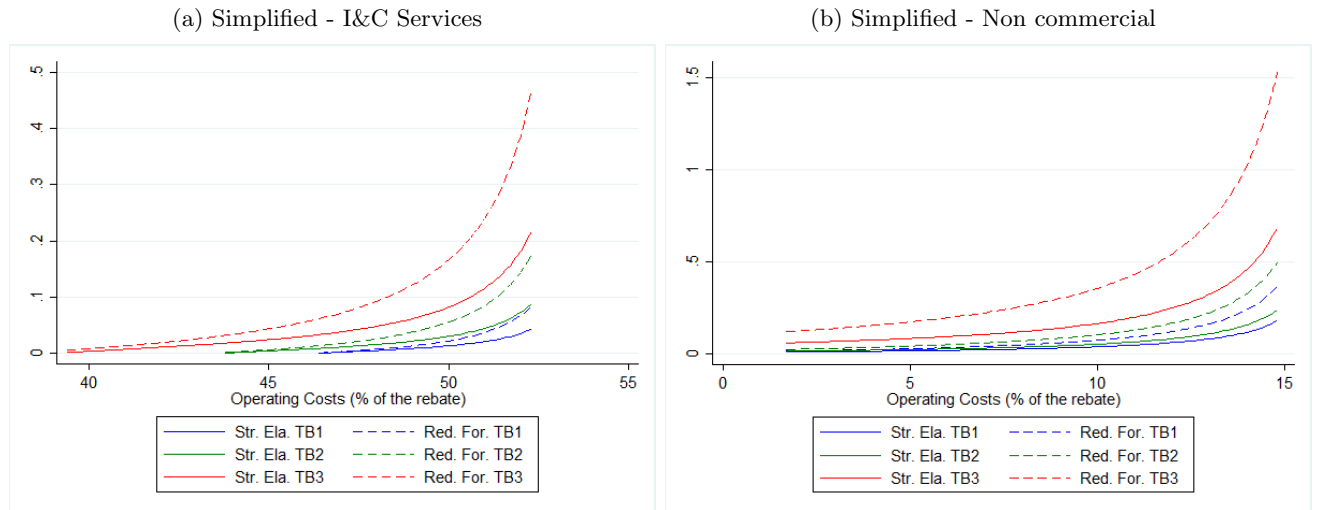 (a) Simplified - I&C Services
.5
.4
.3
.2
.1
0
40
45
50
55
Operating Costs (% of the rebate)
Str. Ela. TB1
Red. For. TB1
Str. Ela. TB2
Red. For. TB2
Str. Ela. TB3
Red. For. TB3
(b) Simplified - Non commercial
1.5
1
.5
0
0
5
10
15
Operating Costs (% of the rebate)
Str. Ela. TB1
Red. For. TB1
Str. Ela. TB2
Red. For. TB2
Str. Ela. TB3
Red. For. TB3